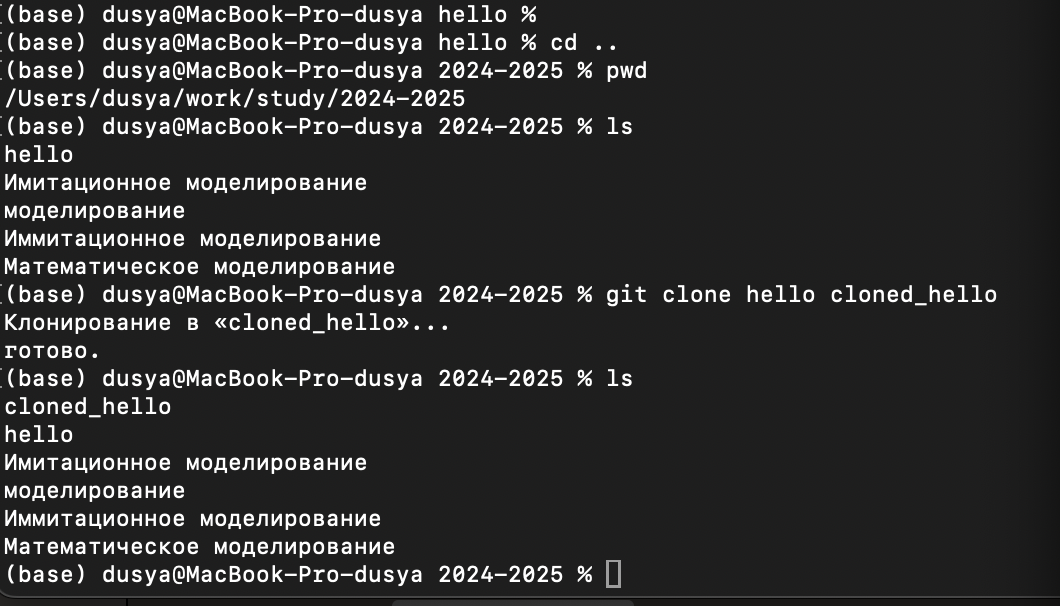 (base) dusya@MacBook-Pro-dusya hello %
(base) dusya@MacBook-Pro-dusya hello % cd ..
(base) dusya@MacBook-Pro-dusya 2024-2025 % pwd
/Users/dusya/work/study/2024-2025
(base) dusya@MacBook-Pro-dusya 2024-2025 % ls
hello
Имитационное моделирование
моделирование
Иммитационное моделирование
Математическое моделирование
(base) dusya@MacBook-Pro-dusya 2024-2025 % git clone hello cloned_hello
Клонирование в «cloned_hello»...
готово.
(base) dusya@MacBook-Pro-dusya 2024-2025 % ls
cloned_hello
hello
Имитационное моделирование
моделирование
Иммитационное моделирование
Математическое моделирование
(base) dusya@MacBook-Pro-dusya 2024-2025 %